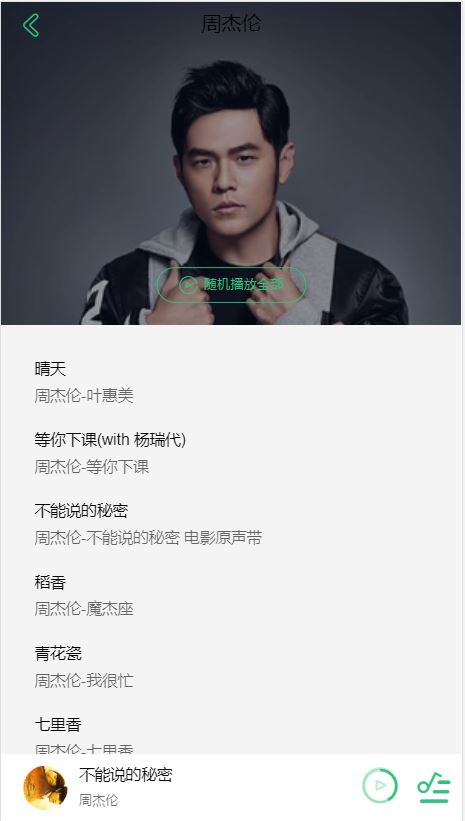 周杰伦
随机播放全部
晴天
周杰伦-叶惠美
等你下课(with 杨瑞代)
周杰伦-等你下课
不能说的秘密
周杰伦-不能说的秘密 电影原声带
稻香
周杰伦-魔杰座
青花瓷
周杰伦-我很忙
七里香
周杰伦-七里香
不能说的秘密
周杰伦